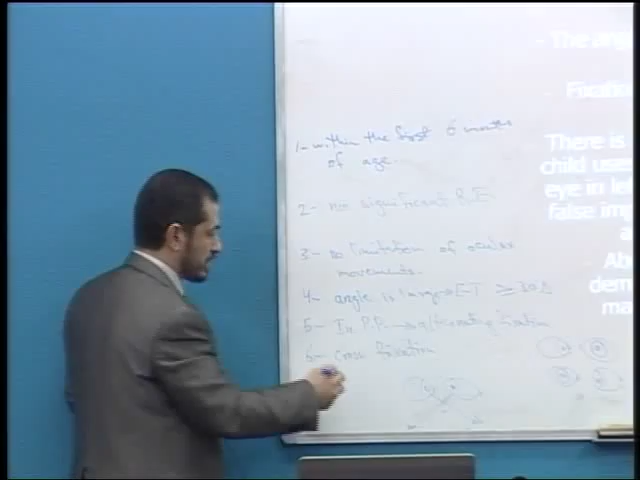 - The ang
- Fixatio
There is
child uses
eye in lef
false imp
a
Ab
dem
ma
1- within the first 6 months
of age.
2- no significant R.E
3- no limitation of ocular
movements.
4- angle is large E-T ≥ 30 Δ
5- In P.P. alternating fixation
6- cross fixation